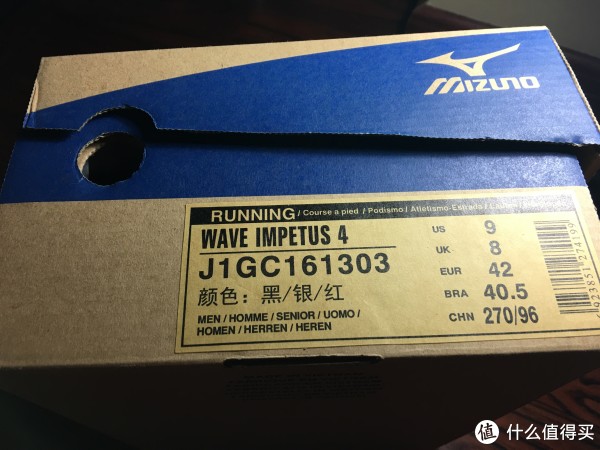 MIZUNO
RUNNING / Course a pied / Podismo / Atletismo-Estrada /
WAVE IMPETUS 4
J1GC161303
颜色：黑/银/红
MEN / HOMME / SENIOR / UOMO /
HOMEN / HERREN / HEREN
US 9
UK 8
EUR 42
BRA 40.5
CHN 270/96
值 什么值得买